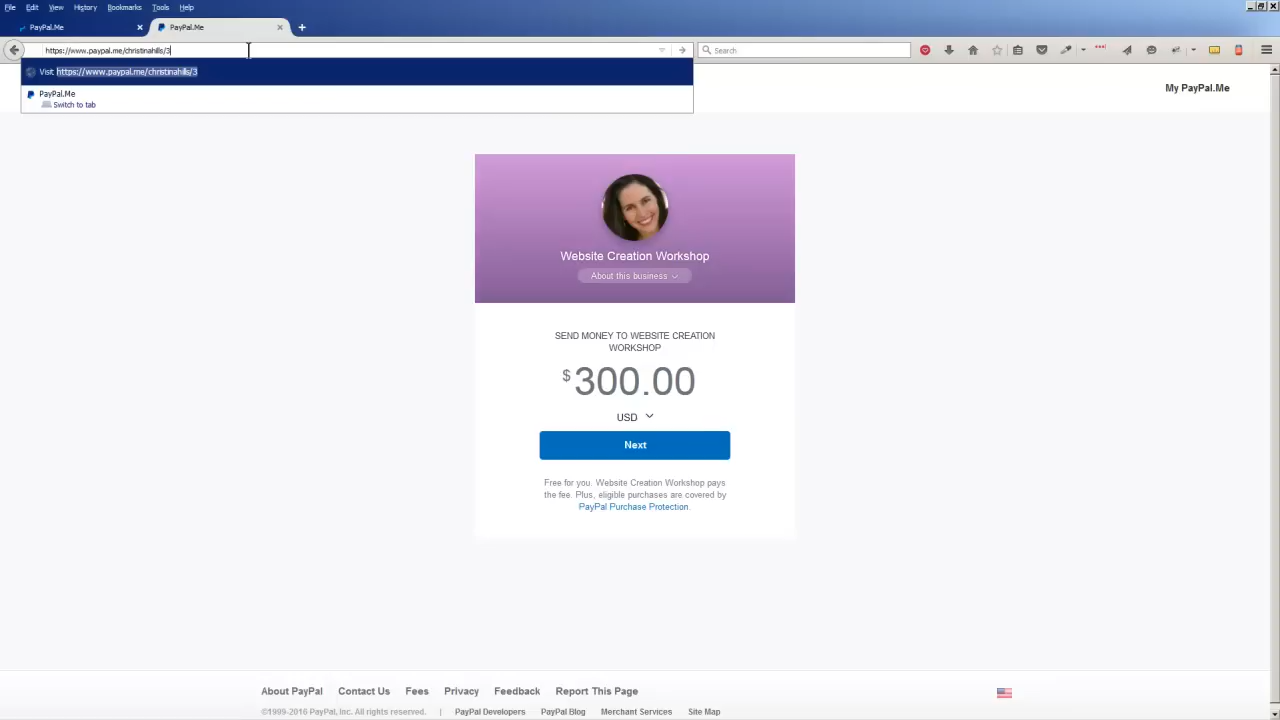 File Edit View History Bookmarks Tools Help
PayPal.Me
PayPal.Me
https://www.paypal.me/christinahills/3
Search
Visit https://www.paypal.me/christinahills/3
PayPal.Me
Switch to tab
My PayPal.Me
Website Creation Workshop
About this business
SEND MONEY TO WEBSITE CREATION
WORKSHOP
$300.00
USD
Next
Free for you. Website Creation Workshop pays
the fee. Plus, eligible purchases are covered by
PayPal Purchase Protection.
About PayPal Contact Us Fees Privacy Feedback Report This Page
©1999-2016 PayPal, Inc. All rights reserved. | PayPal Developers PayPal Blog Merchant Services Site Map